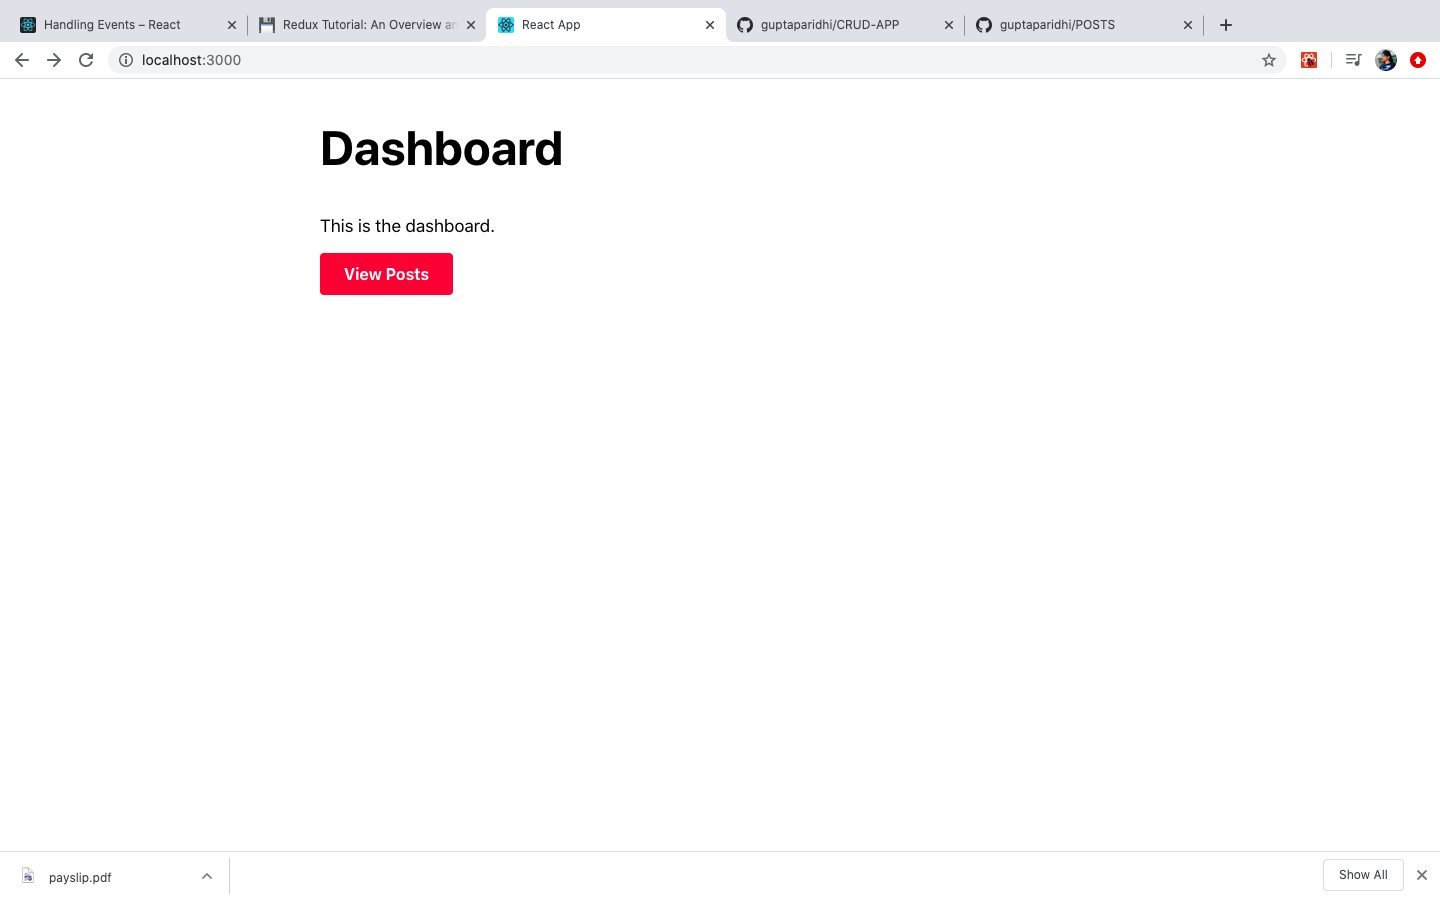 Handling Events – React
Redux Tutorial: An Overview an
React App
guptaparidhi/CRUD-APP
guptaparidhi/POSTS
localhost:3000
Dashboard
This is the dashboard.
View Posts
payslip.pdf
Show All